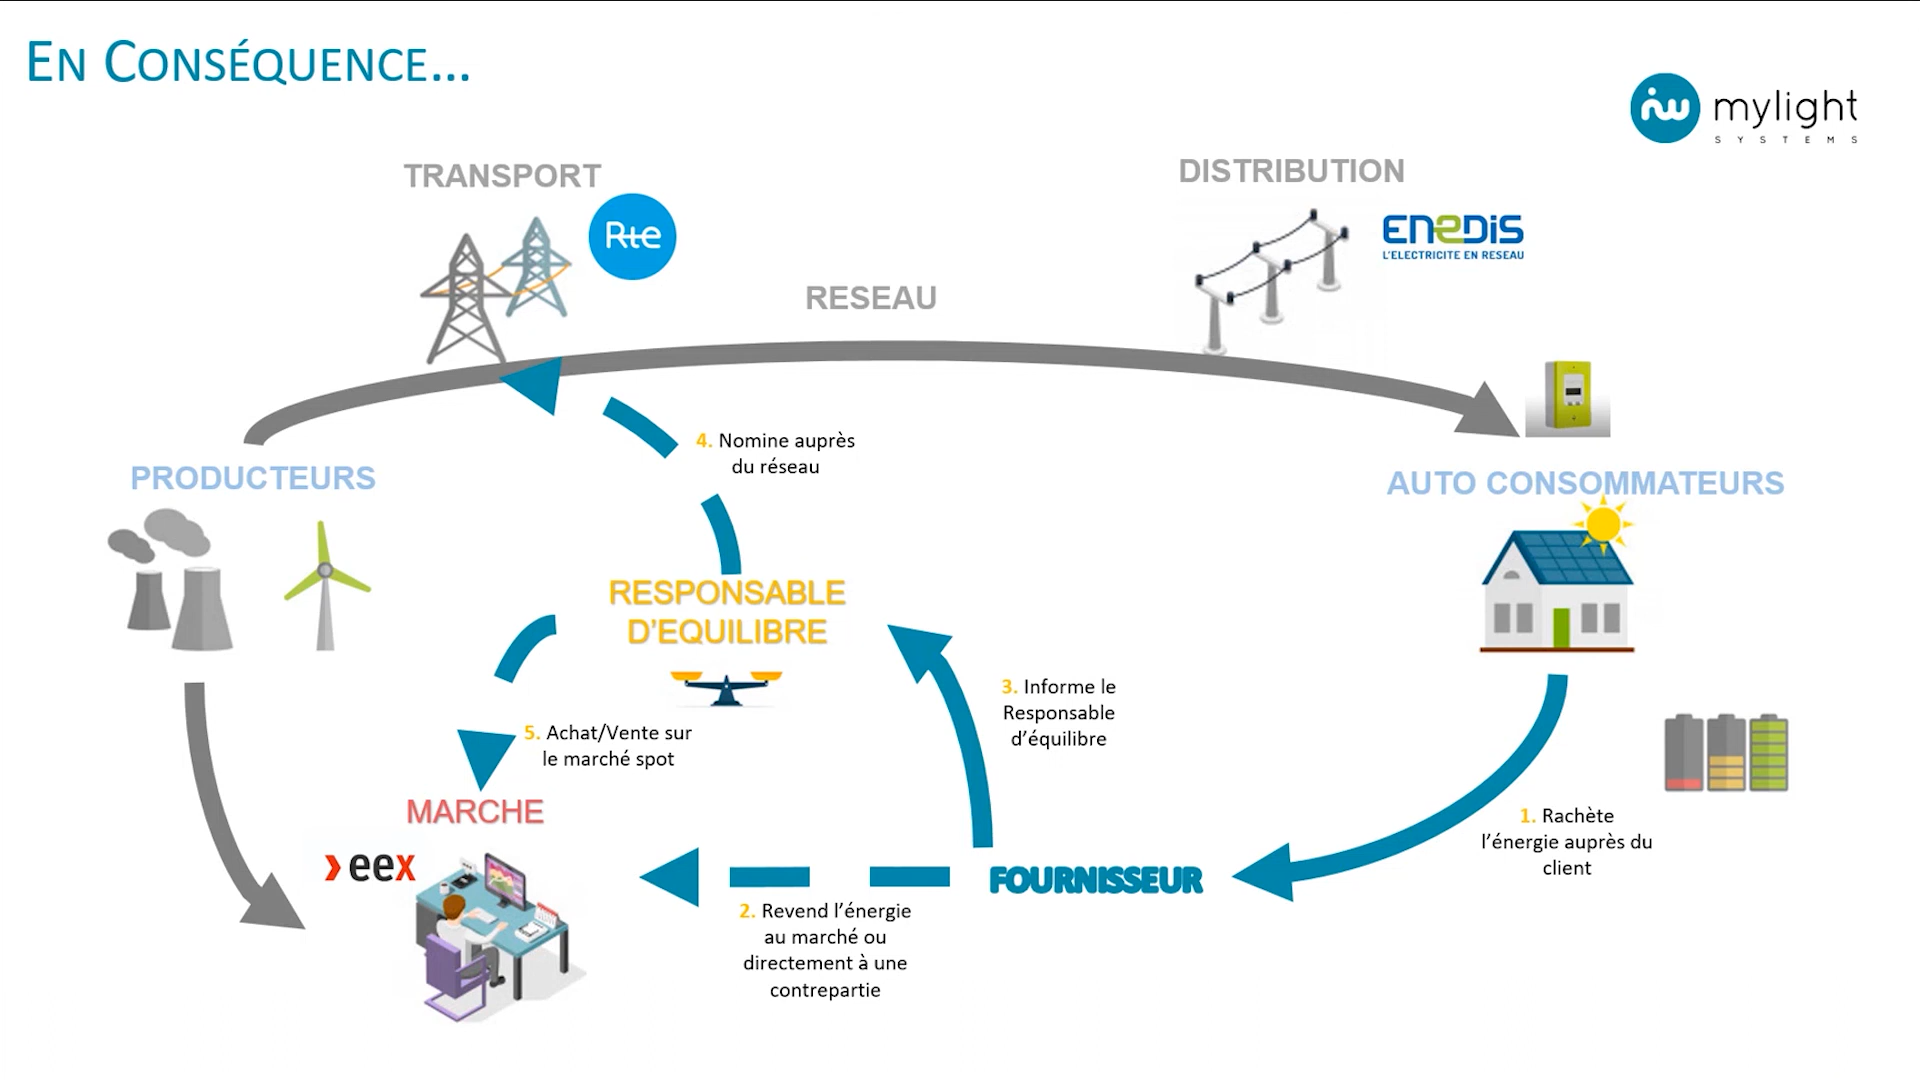 EN CONSÉQUENCE...
mylight
SYSTEMS
TRANSPORT
Rte
DISTRIBUTION
ENEDIS
L'ELECTRICITE EN RESEAU
RESEAU
4. Nomine auprès
du réseau
PRODUCTEURS
AUTO CONSOMMATEURS
RESPONSABLE
D'EQUILIBRE
3. Informe le
Responsable
d'équilibre
5. Achat/Vente sur
le marché spot
MARCHE
eex
1. Rachète
l'énergie auprès du
client
FOURNISSEUR
2. Revend l'énergie
au marché ou
directement à une
contrepartie